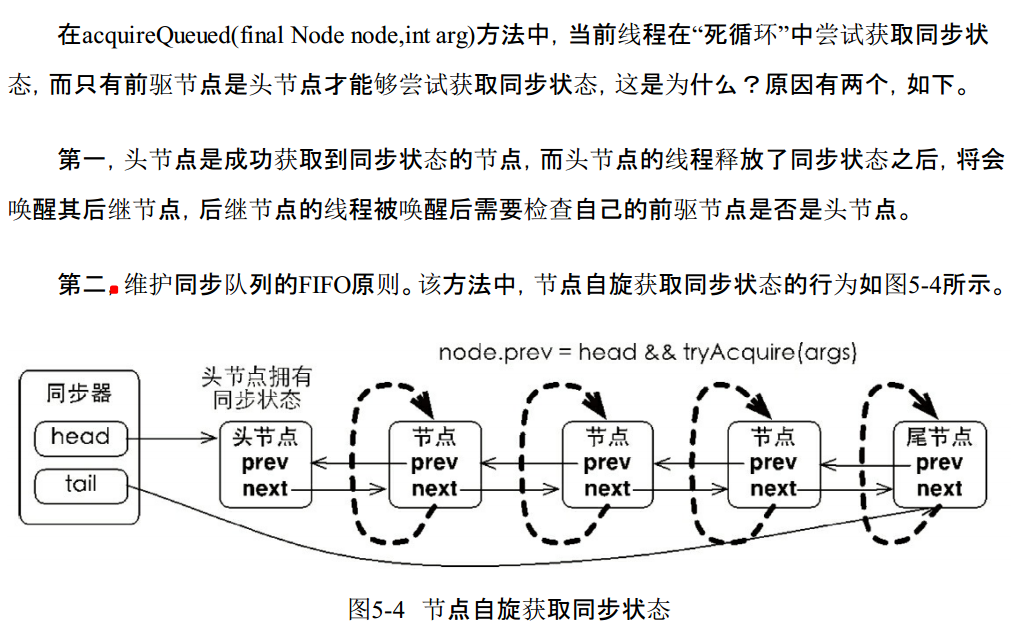 在acquireQueued(final Node node,int arg)方法中，当前线程在“死循环”中尝试获取同步状
态，而只有前驱节点是头节点才能够尝试获取同步状态，这是为什么？原因有两个，如下。
第一，头节点是成功获取到同步状态的节点，而头节点的线程释放了同步状态之后，将会
唤醒其后继节点，后继节点的线程被唤醒后需要检查自己的前驱节点是否是头节点。
第二，维护同步队列的FIFO原则。该方法中，节点自旋获取同步状态的行为如图5-4所示。
node.prev = head && tryAcquire(args)
头节点拥有
同步状态
同步器
head
tail
头节点
prev
next
节点
prev
next
节点
prev
next
节点
prev
next
尾节点
prev
next
图5-4 节点自旋获取同步状态